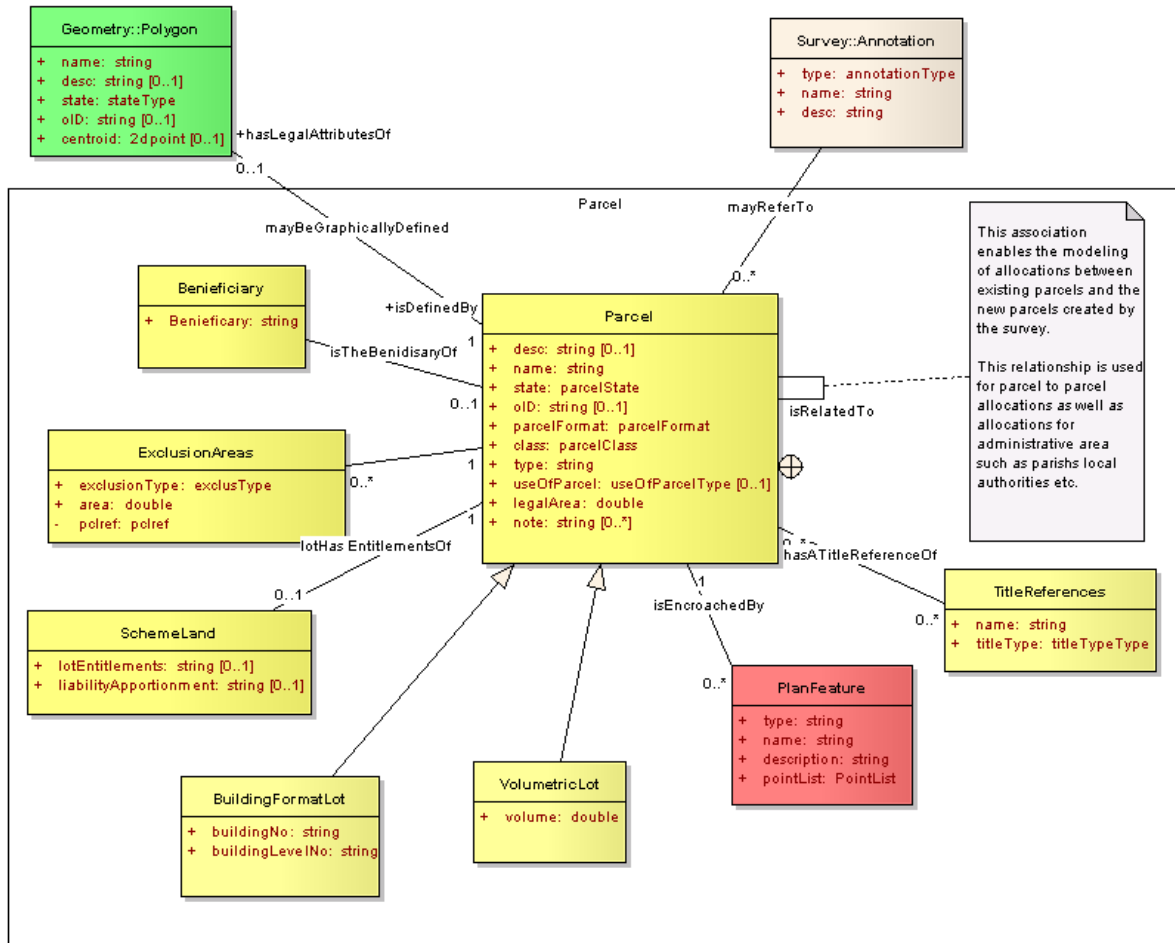 Geometry::Polygon
+ name: string
+ desc: string [0..1]
+ state: stateType
+ oID: string [0..1]
+ centroid: 2dpoint [0..1]
Survey::Annotation
+ type: annotationType
+ name: string
+ desc: string
+hasLegalAttributesOf
0..1
mayBeGraphicallyDefined
+isDefinedBy
1
Parcel
mayReferTo
0..*
This association
enables the modeling
of allocations between
existing parcels and the
new parcels created by
the survey.
This relationship is used
for parcel to parcel
allocations as well as
allocations for
administrative area
such as parishs local
authorities etc.
Benieficiary
+ Benieficary: string
isTheBenidisaryOf
0..1
Parcel
+ desc: string [0..1]
+ name: string
+ state: parcelState
+ oID: string [0..1]
+ parcelFormat: parcelFormat
+ class: parcelClass
+ type: string
+ useOfParcel: useOfParcelType [0..1]
+ legalArea: double
+ note: string [0..*]
isRelatedTo
ExclusionAreas
+ exclusionType: exclusType
+ area: double
- pclref: pclref
1
0..*
1
lotHas EntitlementsOf
0..1
SchemeLand
+ lotEntitlements: string [0..1]
+ liabilityApportionment: string [0..1]
0..*
hasATitleReferenceOf
0..*
TitleReferences
+ name: string
+ titleType: titleTypeType
1
isEncroachedBy
0..*
PlanFeature
+ type: string
+ name: string
+ description: string
+ pointList: PointList
BuildingFormatLot
+ buildingNo: string
+ buildingLevelNo: string
VolumetricLot
+ volume: double